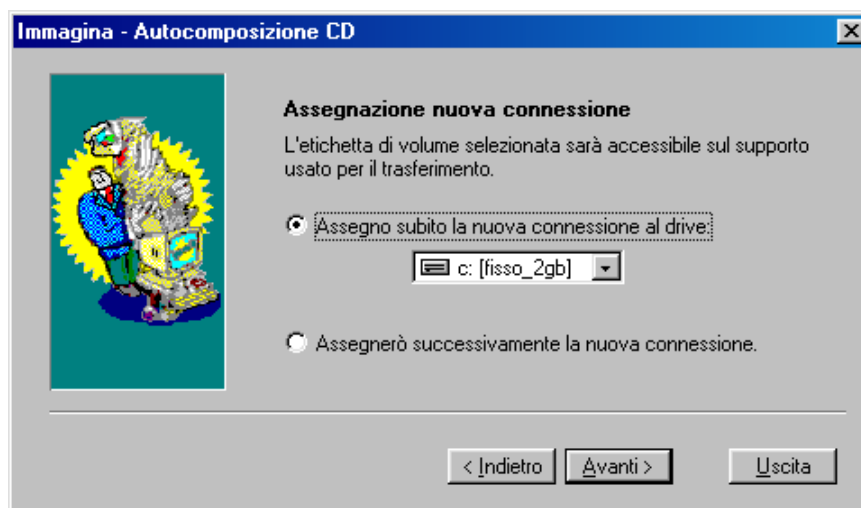 Immagina - Autocomposizione CD
Assegnazione nuova connessione
L'etichetta di volume selezionata sarà accessibile sul supporto
usato per il trasferimento.
Assegno subito la nuova connessione al drive:
c: [fisso_2gb]
Assegnerò successivamente la nuova connessione.
< Indietro
Avanti >
Uscita